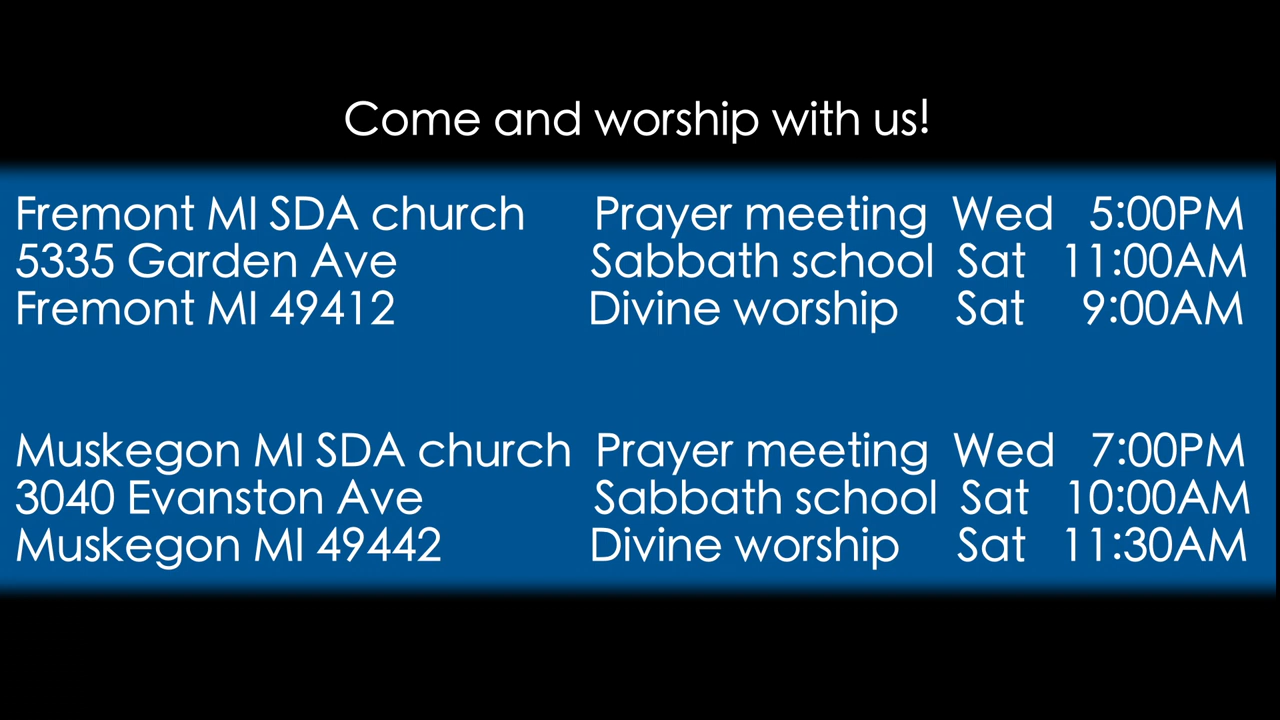 Come and worship with us!
Fremont MI SDA church Prayer meeting Wed 5:00PM
5335 Garden Ave Sabbath school Sat 11:00AM
Fremont MI 49412 Divine worship Sat 9:00AM
Muskegon MI SDA church Prayer meeting Wed 7:00PM
3040 Evanston Ave Sabbath school Sat 10:00AM
Muskegon MI 49442 Divine worship Sat 11:30AM